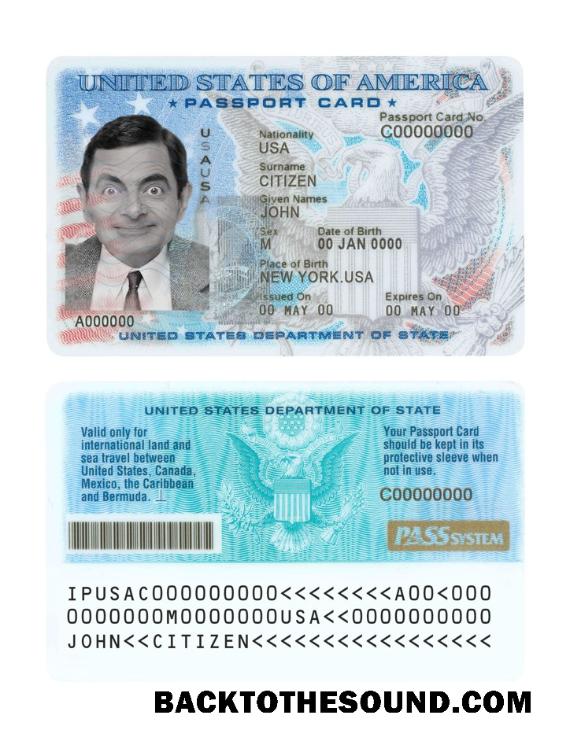 UNITED STATES OF AMERICA
★ PASSPORT CARD ★
Passport Card No.
C00000000
USAUSA
Nationality
USA
Surname
CITIZEN
Given Names
JOHN
Sex Date of Birth
M 00 JAN 0000
Place of Birth
NEW YORK.USA
Issued On Expires On
00 MAY 00 00 MAY 00
A000000
UNITED STATES DEPARTMENT OF STATE
UNITED STATES DEPARTMENT OF STATE
Valid only for
international land and
sea travel between
United States, Canada,
Mexico, the Caribbean
and Bermuda.
Your Passport Card
should be kept in its
protective sleeve when
not in use.
C00000000
PASS SYSTEM
IPUSAC000000000<<<<<<<<A00<000
0000000M0000000USA<<0000000000
JOHN<<CITIZEN<<<<<<<<<<<<<<<<<
BACKTOTHESOUND.COM